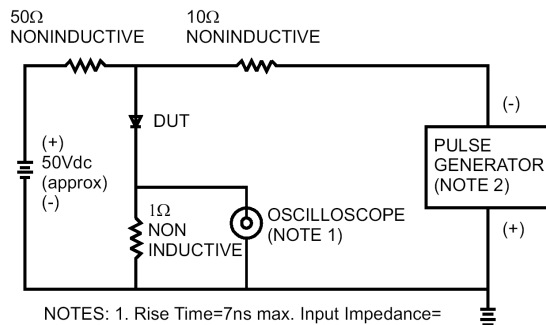 50Ω
NONINDUCTIVE
10Ω
NONINDUCTIVE
DUT
(+)
50Vdc
(approx)
(-)
1Ω
NON
INDUCTIVE
OSCILLOSCOPE
(NOTE 1)
(-)
PULSE
GENERATOR
(NOTE 2)
(+)
NOTES: 1. Rise Time=7ns max. Input Impedance=